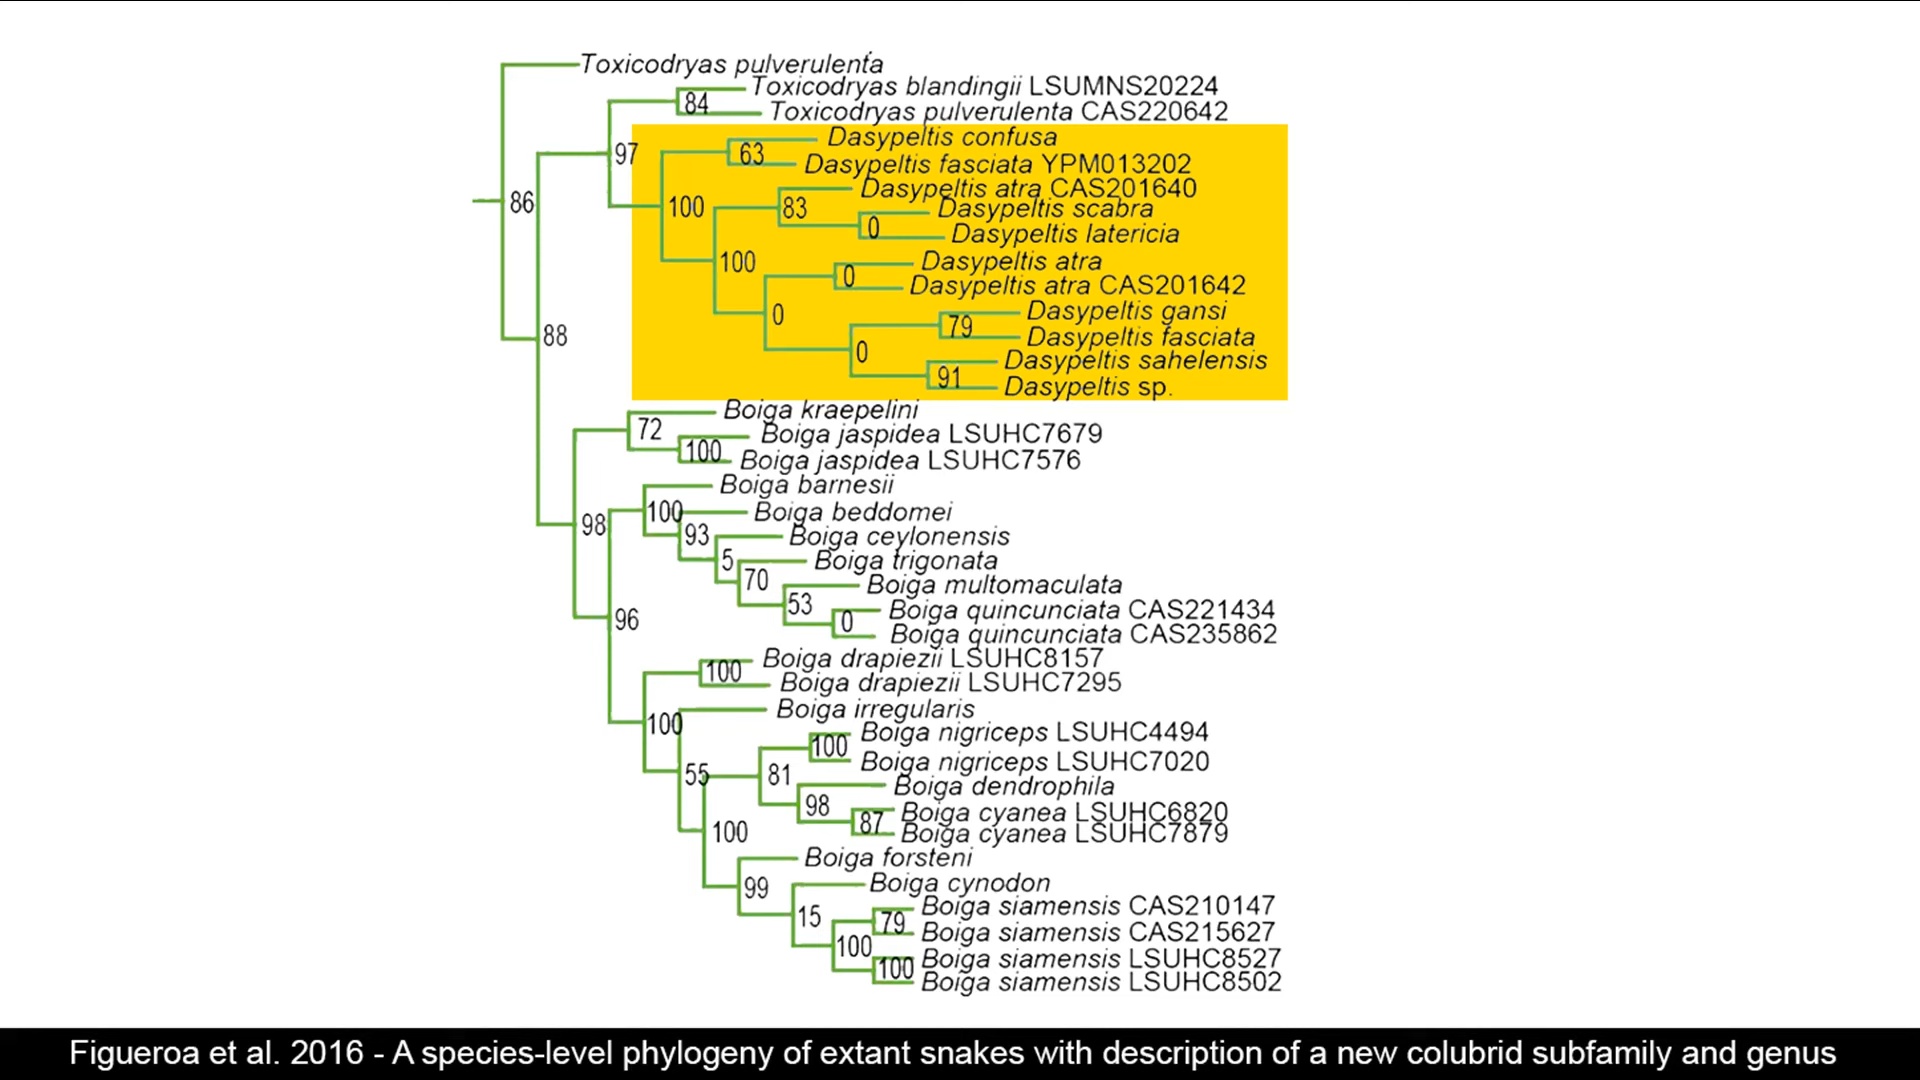 Toxicodryas pulverulenta
Toxicodryas blandingii LSUMNS20224
84
Toxicodryas pulverulenta CAS220642
Dasypeltis confusa
97
63
Dasypeltis fasciata YPM013202
Dasypeltis atra CAS201640
86
100
83
Dasypeltis scabra
0
Dasypeltis latericia
100
Dasypeltis atra
0
Dasypeltis atra CAS201642
Dasypeltis gansi
0
79
88
Dasypeltis fasciata
0
Dasypeltis sahelensis
91
Dasypeltis sp.
Boiga kraepelini
72
Boiga jaspidea LSUHC7679
100
Boiga jaspidea LSUHC7576
Boiga barnesii
100
Boiga beddomei
98
93
Boiga ceylonensis
5
Boiga trigonata
70
Boiga multomaculata
53
Boiga quincunciata CAS221434
96
0
Boiga quincunciata CAS235862
Boiga drapiezii LSUHC8157
100
Boiga drapiezii LSUHC7295
Boiga irregularis
100
Boiga nigriceps LSUHC4494
100
Boiga nigriceps LSUHC7020
55
81
Boiga dendrophila
98
Boiga cyanea LSUHC6820
87
Boiga cyanea LSUHC7879
100
Boiga forsteni
99
Boiga cynodon
15
Boiga siamensis CAS210147
79
Boiga siamensis CAS215627
100
Boiga siamensis LSUHC8527
100
Boiga siamensis LSUHC8502
Figueroa et al. 2016 - A species-level phylogeny of extant snakes with description of a new colubrid subfamily and genus